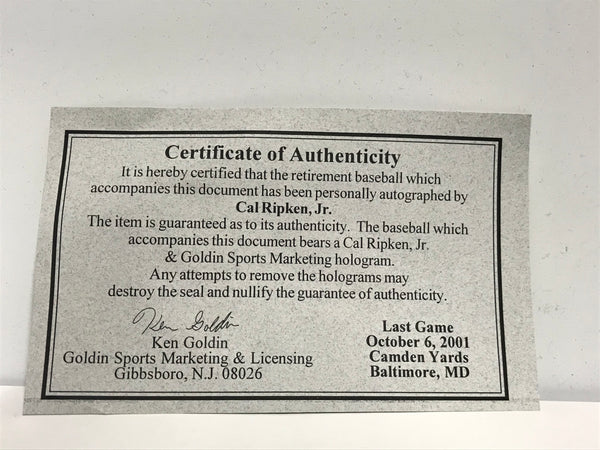 Certificate of Authenticity
It is hereby certified that the retirement baseball which
accompanies this document has been personally autographed by
Cal Ripken, Jr.
The item is guaranteed as to its authenticity. The baseball which
accompanies this document bears a Cal Ripken, Jr.
& Goldin Sports Marketing hologram.
Any attempts to remove the holograms may
destroy the seal and nullify the guarantee of authenticity.
Ken Goldin
Ken Goldin
Goldin Sports Marketing & Licensing
Gibbsboro, N.J. 08026
Last Game
October 6, 2001
Camden Yards
Baltimore, MD